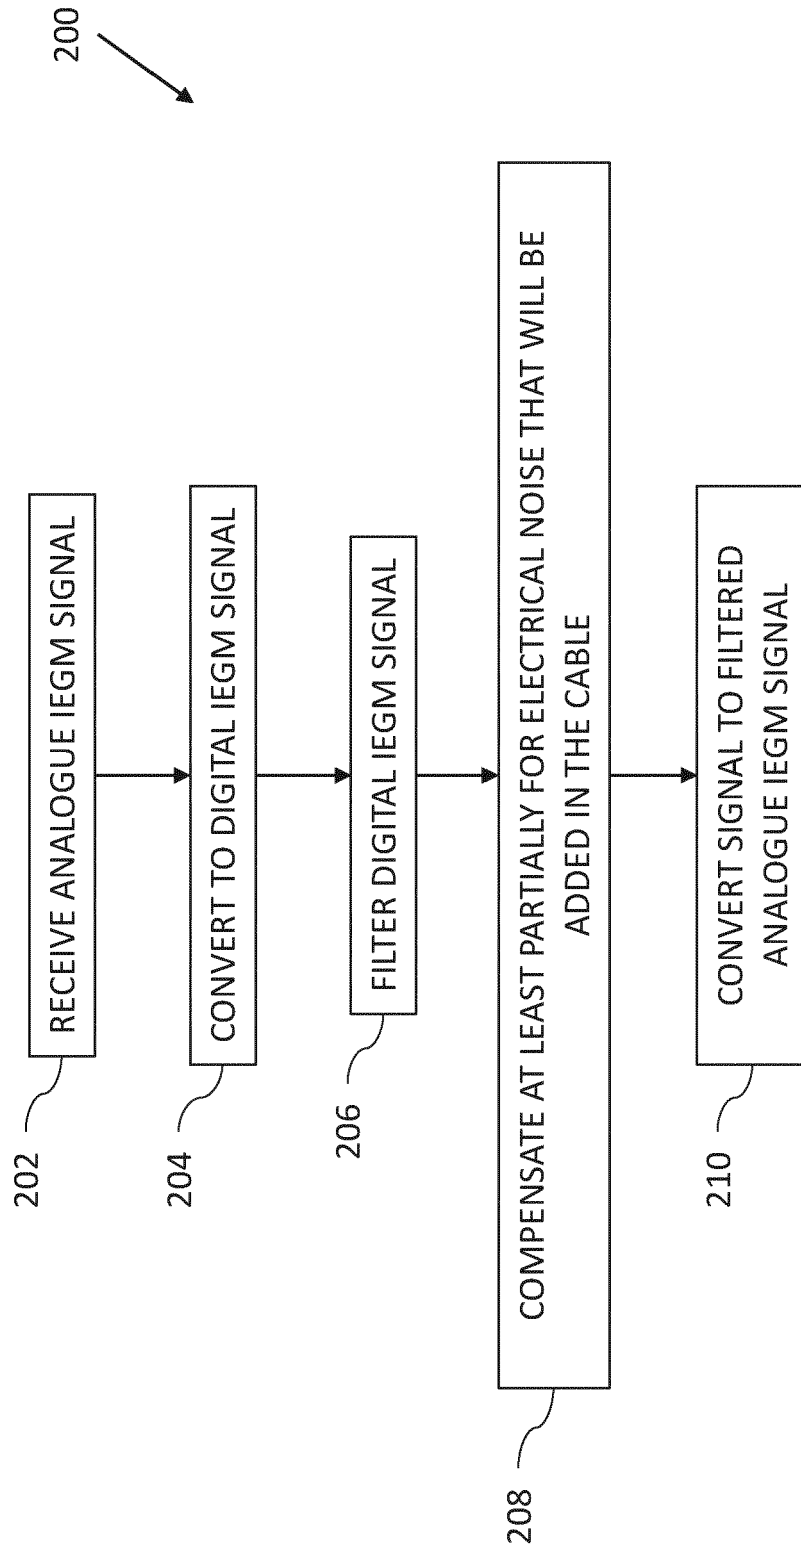 200
202
RECEIVE ANALOGUE IEGM SIGNAL
204
CONVERT TO DIGITAL IEGM SIGNAL
206
FILTER DIGITAL IEGM SIGNAL
208
COMPENSATE AT LEAST PARTIALLY FOR ELECTRICAL NOISE THAT WILL BE
ADDED IN THE CABLE
210
CONVERT SIGNAL TO FILTERED
ANALOGUE IEGM SIGNAL